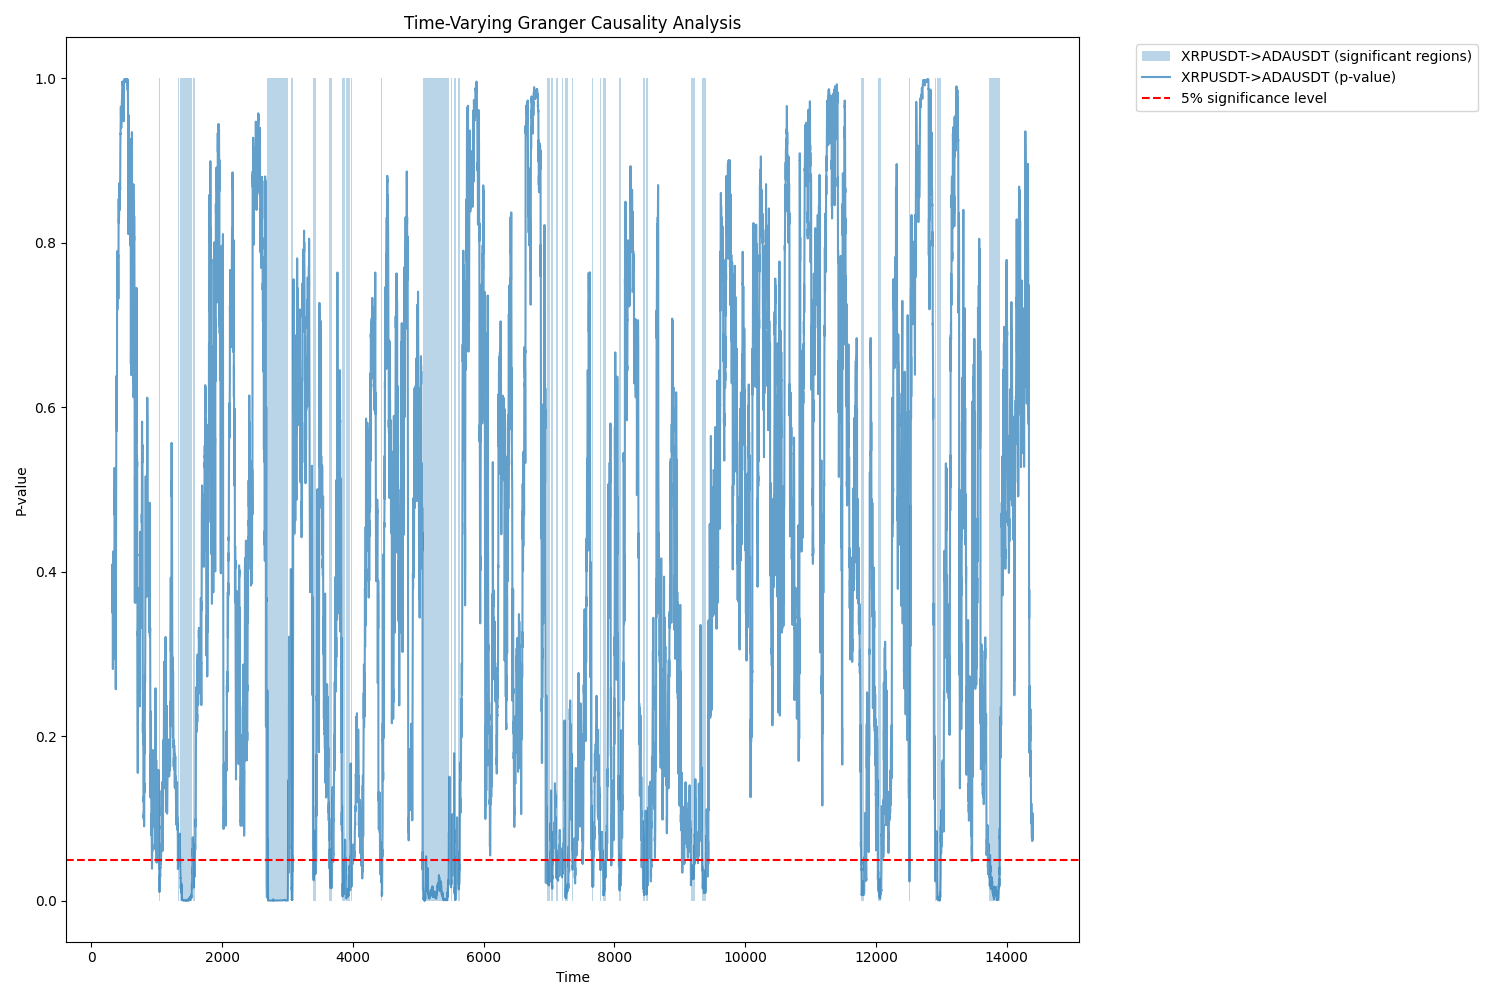 Time-Varying Granger Causality Analysis
XRPUSDT->ADAUSDT (significant regions)
XRPUSDT->ADAUSDT (p-value)
5% significance level
1.0
0.8
0.6
0.4
0.2
0.0
P-value
0 2000 4000 6000 8000 10000 12000 14000
Time